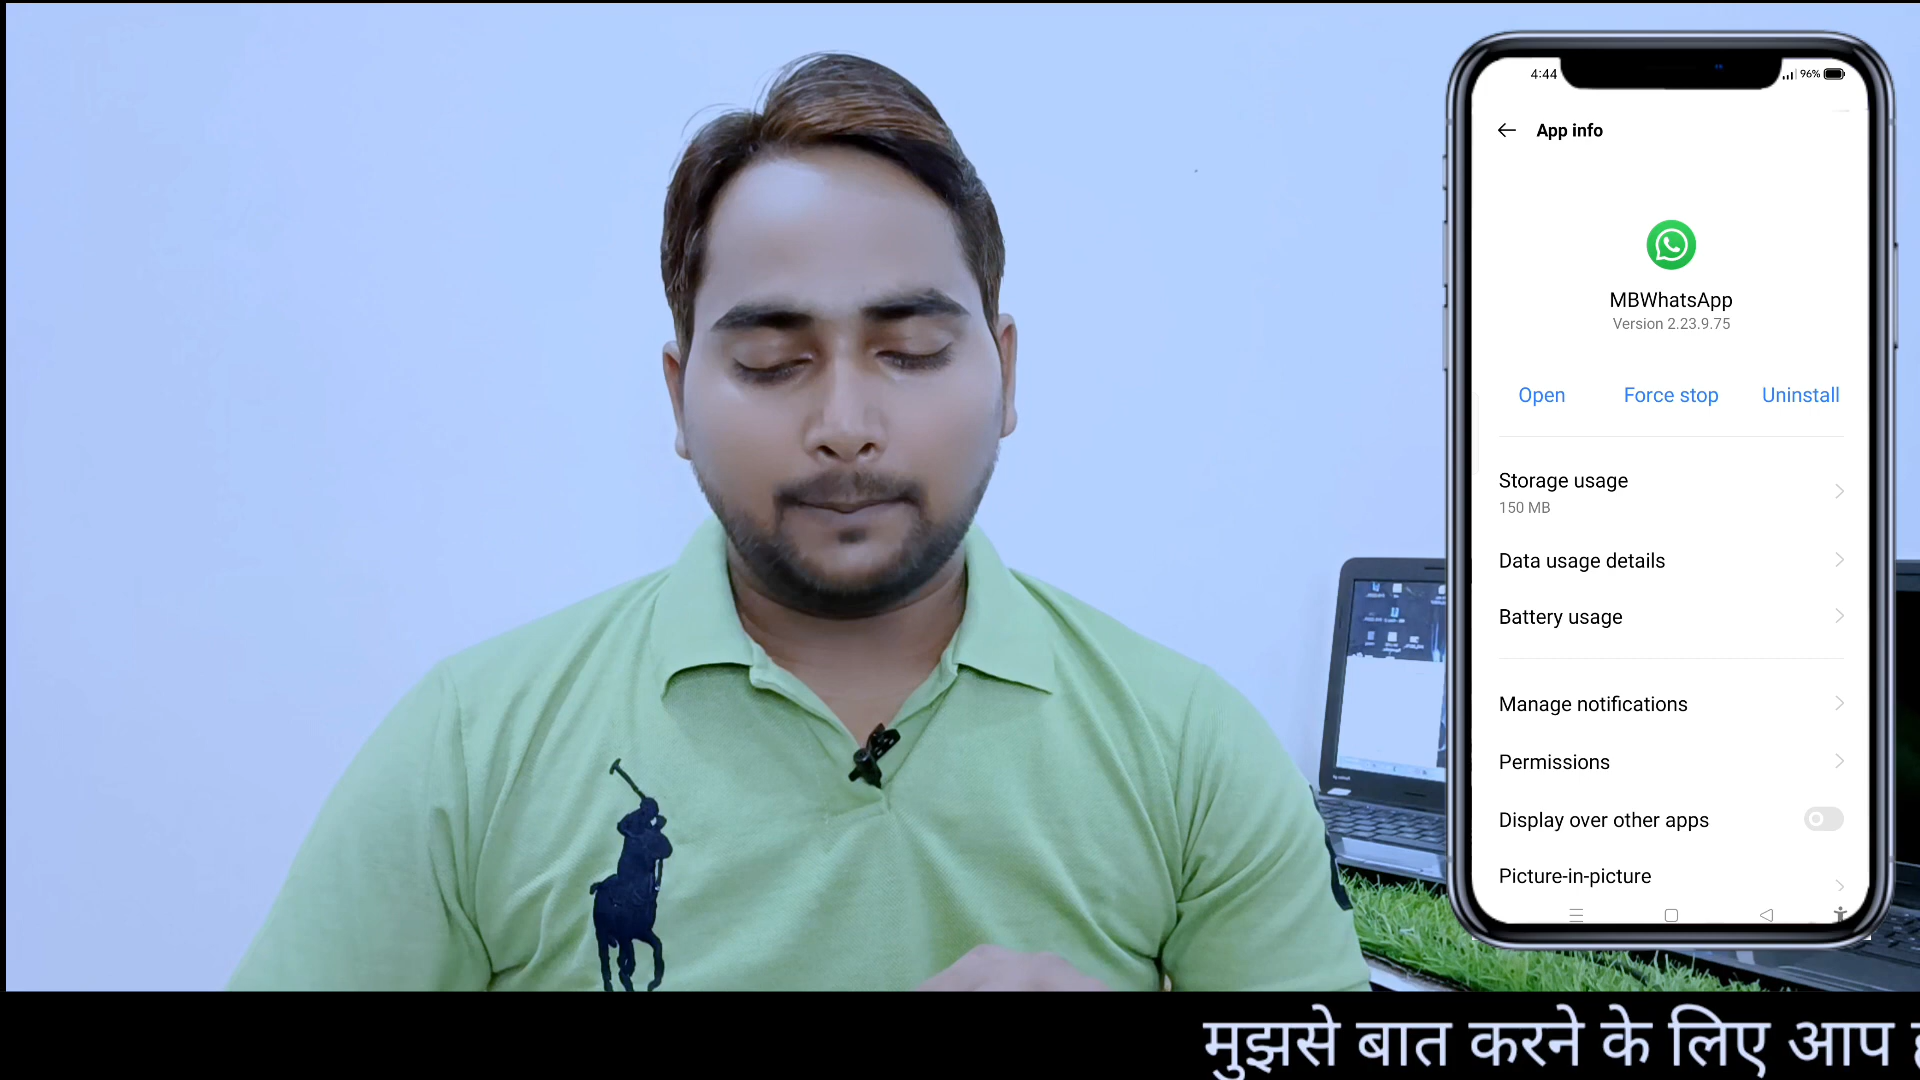 4:44
96%
App info
MBWhatsApp
Version 2.23.9.75
Open Force stop Uninstall
Storage usage
150 MB
Data usage details
Battery usage
Manage notifications
Permissions
Display over other apps
Picture-in-picture
मुझसे बात करने के लिए आप